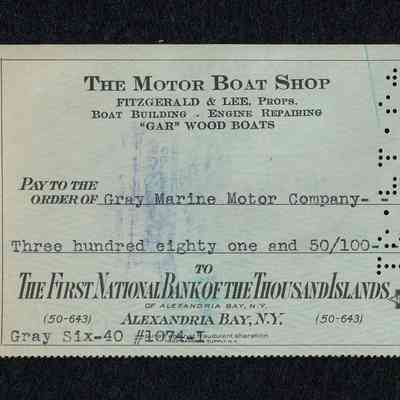 THE MOTOR BOAT SHOP
FITZGERALD & LEE, PROPS.
BOAT BUILDING - ENGINE REPAIRING
"GAR" WOOD BOATS
PAY TO THE
ORDER OF Gray Marine Motor Company- -
Three hundred eighty one and 50/100-
TO
THE FIRST NATIONAL BANK OF THE THOUSAND ISLANDS
OF ALEXANDRIA BAY, N.Y.
(50-643) ALEXANDRIA BAY, N.Y. (50-643)
Gray Six-40 #1074-T